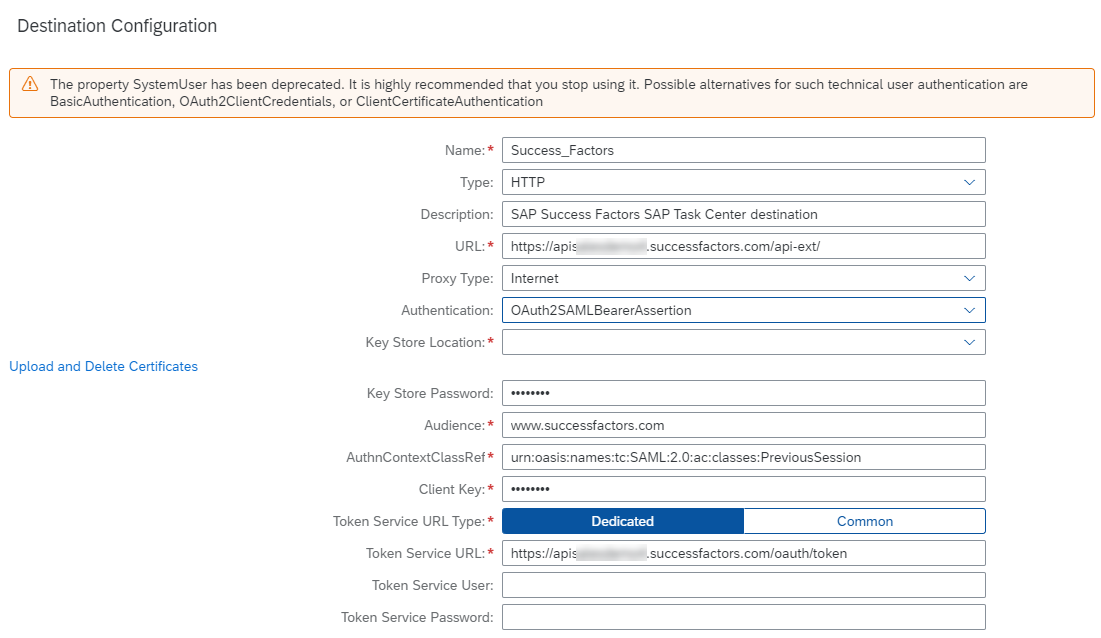 Destination Configuration
The property SystemUser has been deprecated. It is highly recommended that you stop using it. Possible alternatives for such technical user authentication are
BasicAuthentication, OAuth2ClientCredentials, or ClientCertificateAuthentication
Name:* Success_Factors
Type: HTTP
Description: SAP Success Factors SAP Task Center destination
URL:* https://apis .successfactors.com/api-ext/
Proxy Type: Internet
Authentication: OAuth2SAMLBearerAssertion
Key Store Location:*
Upload and Delete Certificates
Key Store Password: ••••••••
Audience:* www.successfactors.com
AuthnContextClassRef* urn:oasis:names:tc:SAML:2.0:ac:classes:PreviousSession
Client Key:* ••••••••
Token Service URL Type:* Dedicated Common
Token Service URL:* https://apis .successfactors.com/oauth/token
Token Service User:
Token Service Password: